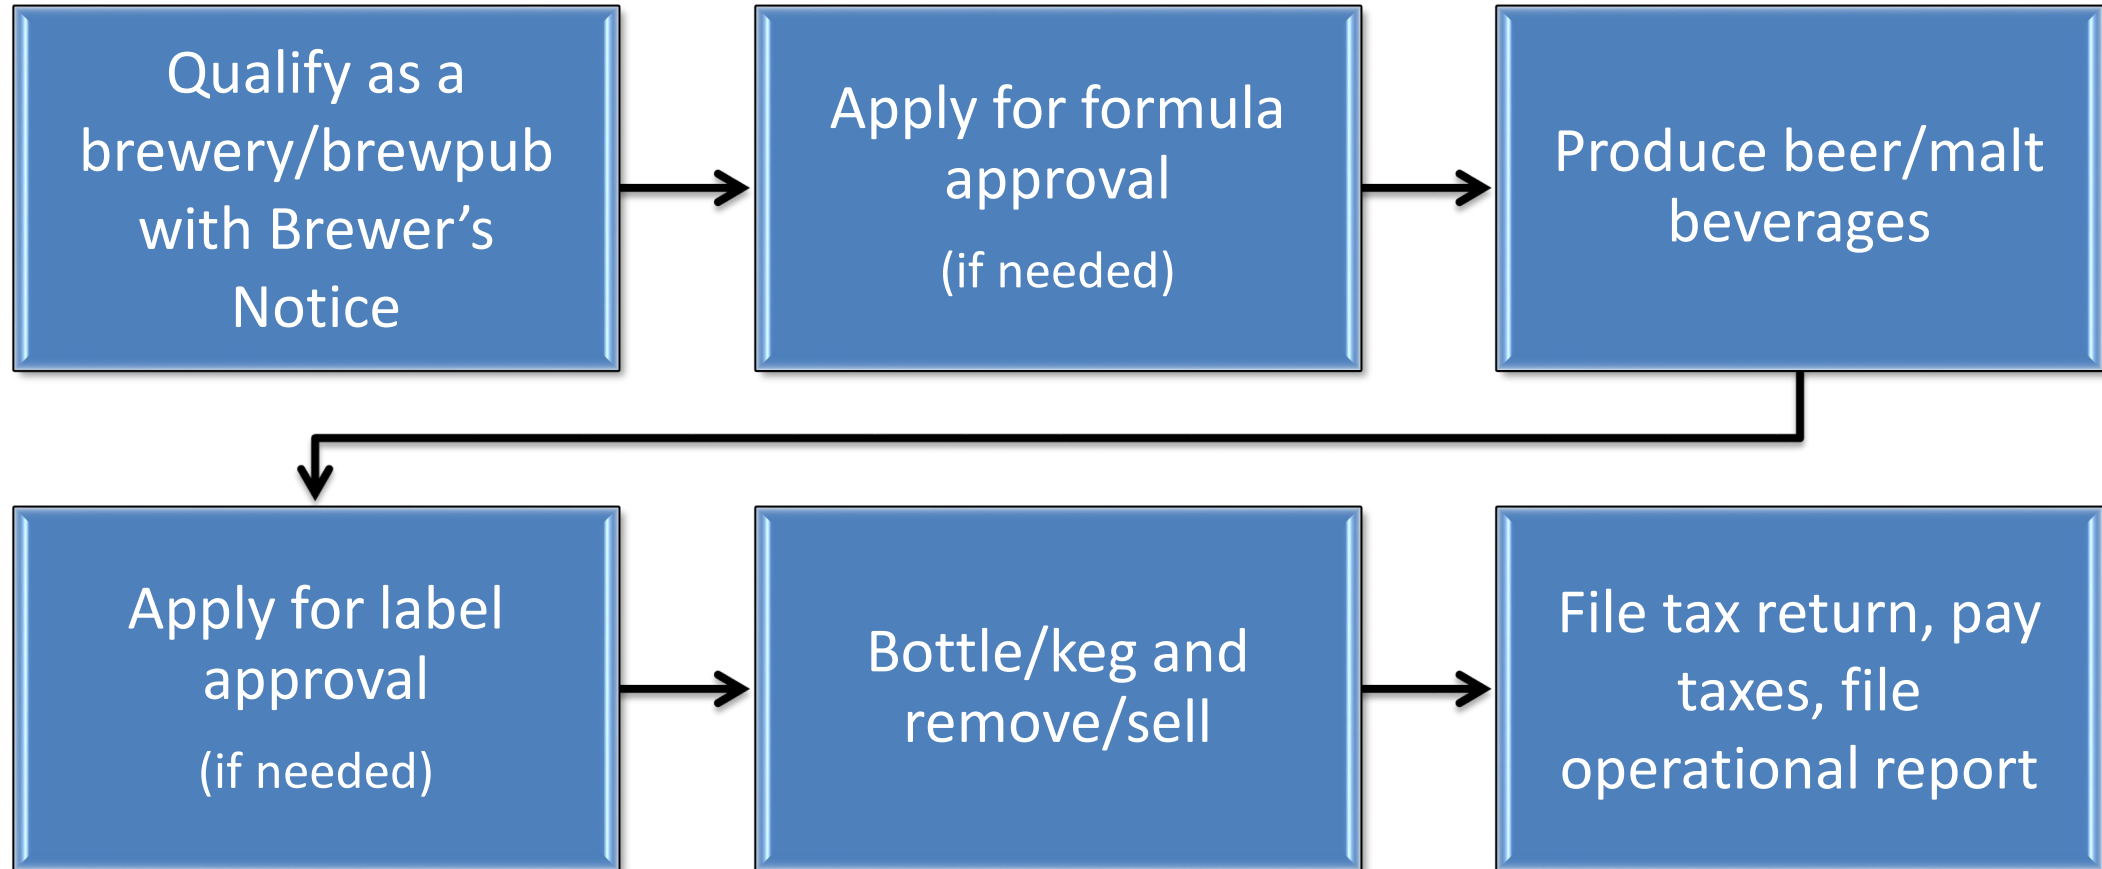 Qualify as a
brewery/brewpub
with Brewer’s
Notice
Apply for formula
approval
(if needed)
Produce beer/malt
beverages
Apply for label
approval
(if needed)
Bottle/keg and
remove/sell
File tax return, pay
taxes, file
operational report